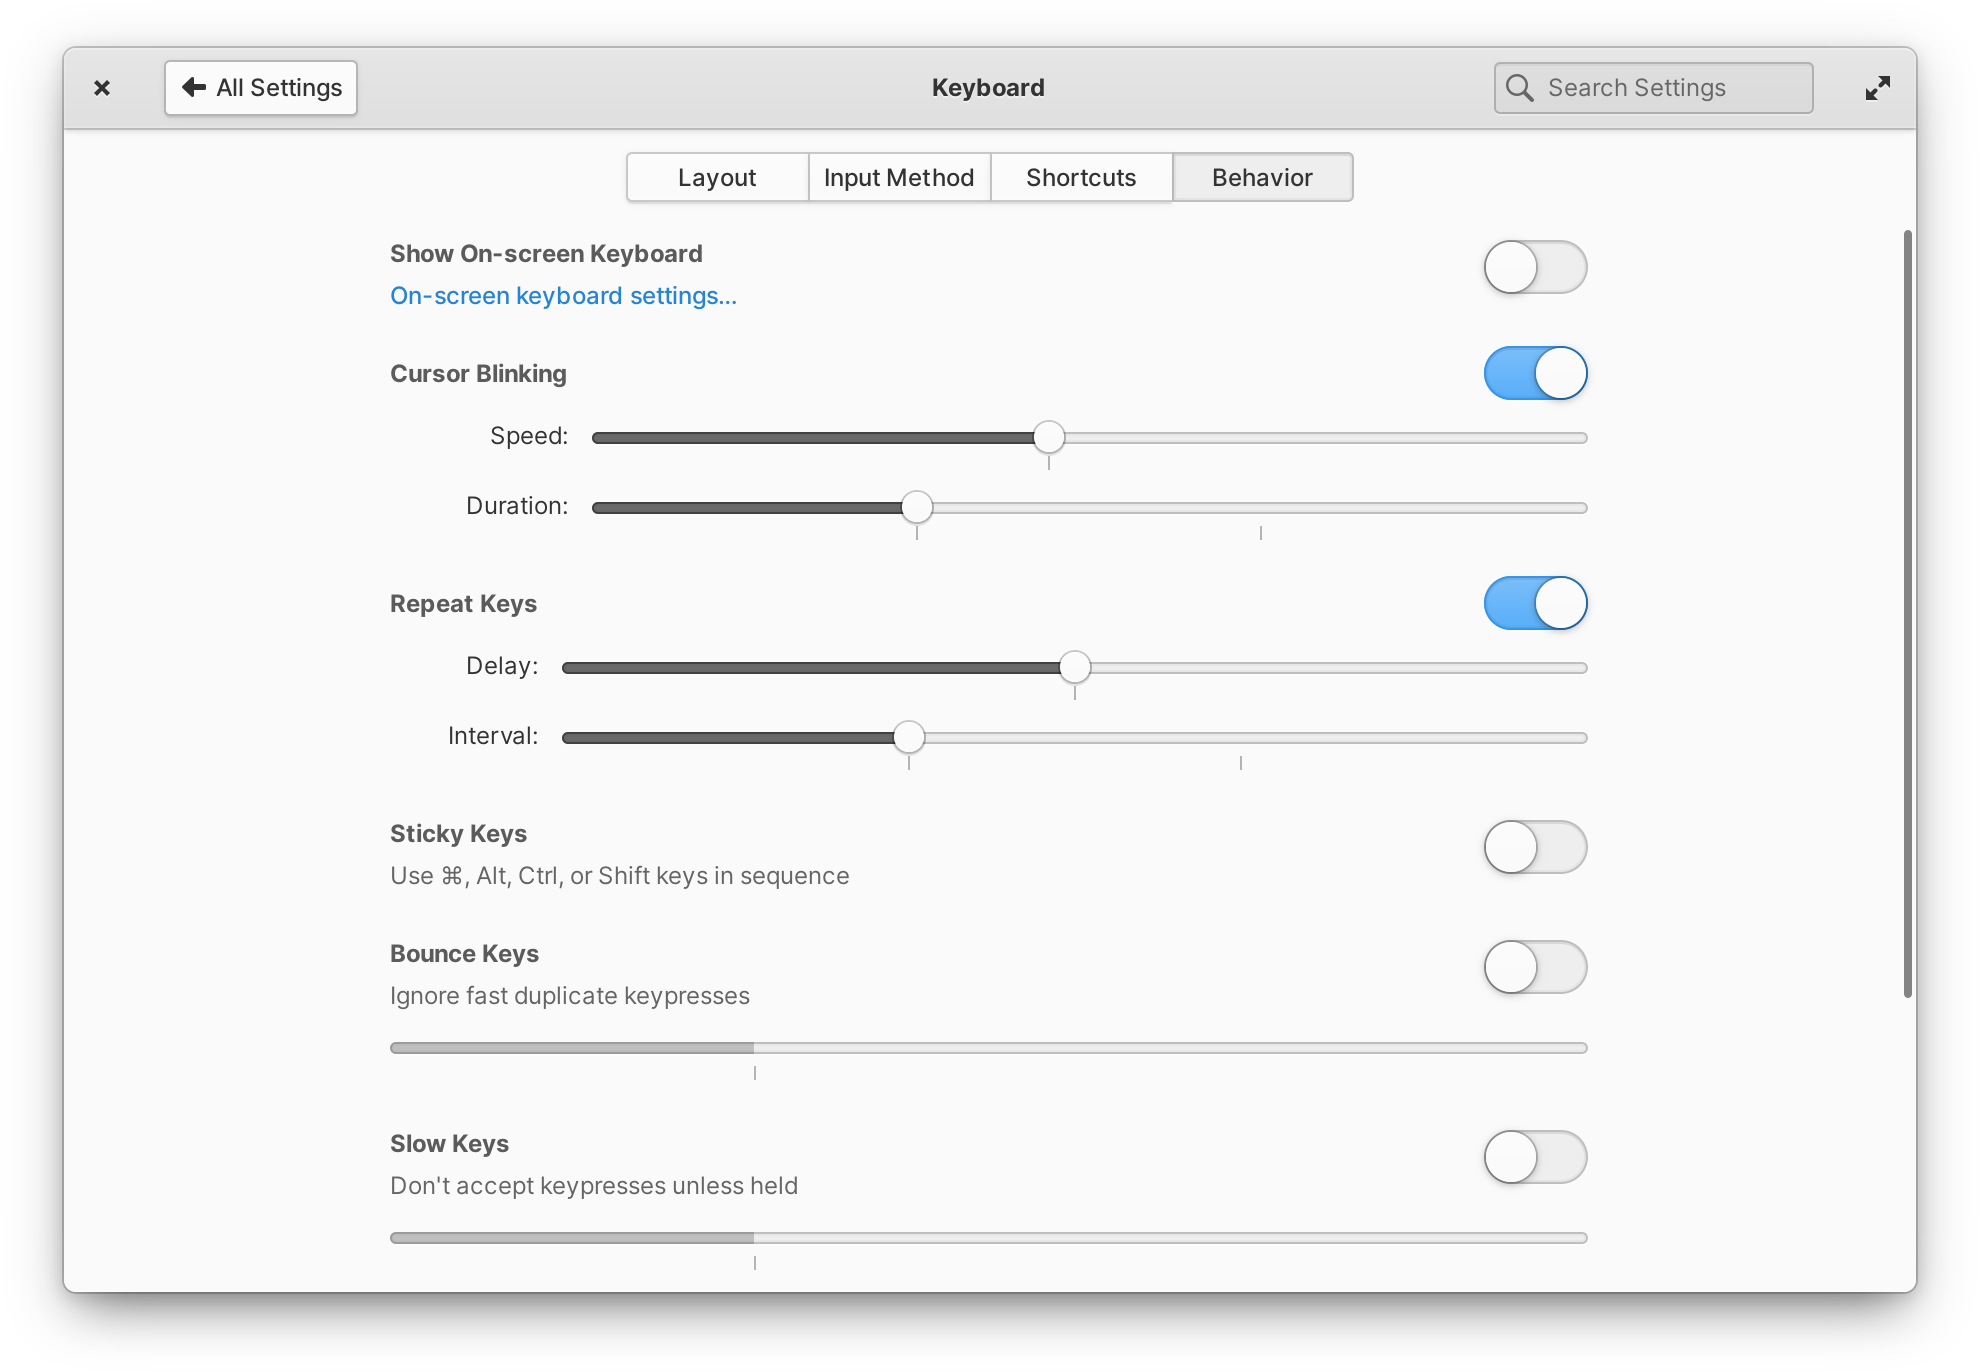 All Settings
Keyboard
Search Settings
Layout
Input Method
Shortcuts
Behavior
Show On-screen Keyboard
On-screen keyboard settings...
Cursor Blinking
Speed:
Duration:
Repeat Keys
Delay:
Interval:
Sticky Keys
Use ⌘, Alt, Ctrl, or Shift keys in sequence
Bounce Keys
Ignore fast duplicate keypresses
Slow Keys
Don't accept keypresses unless held